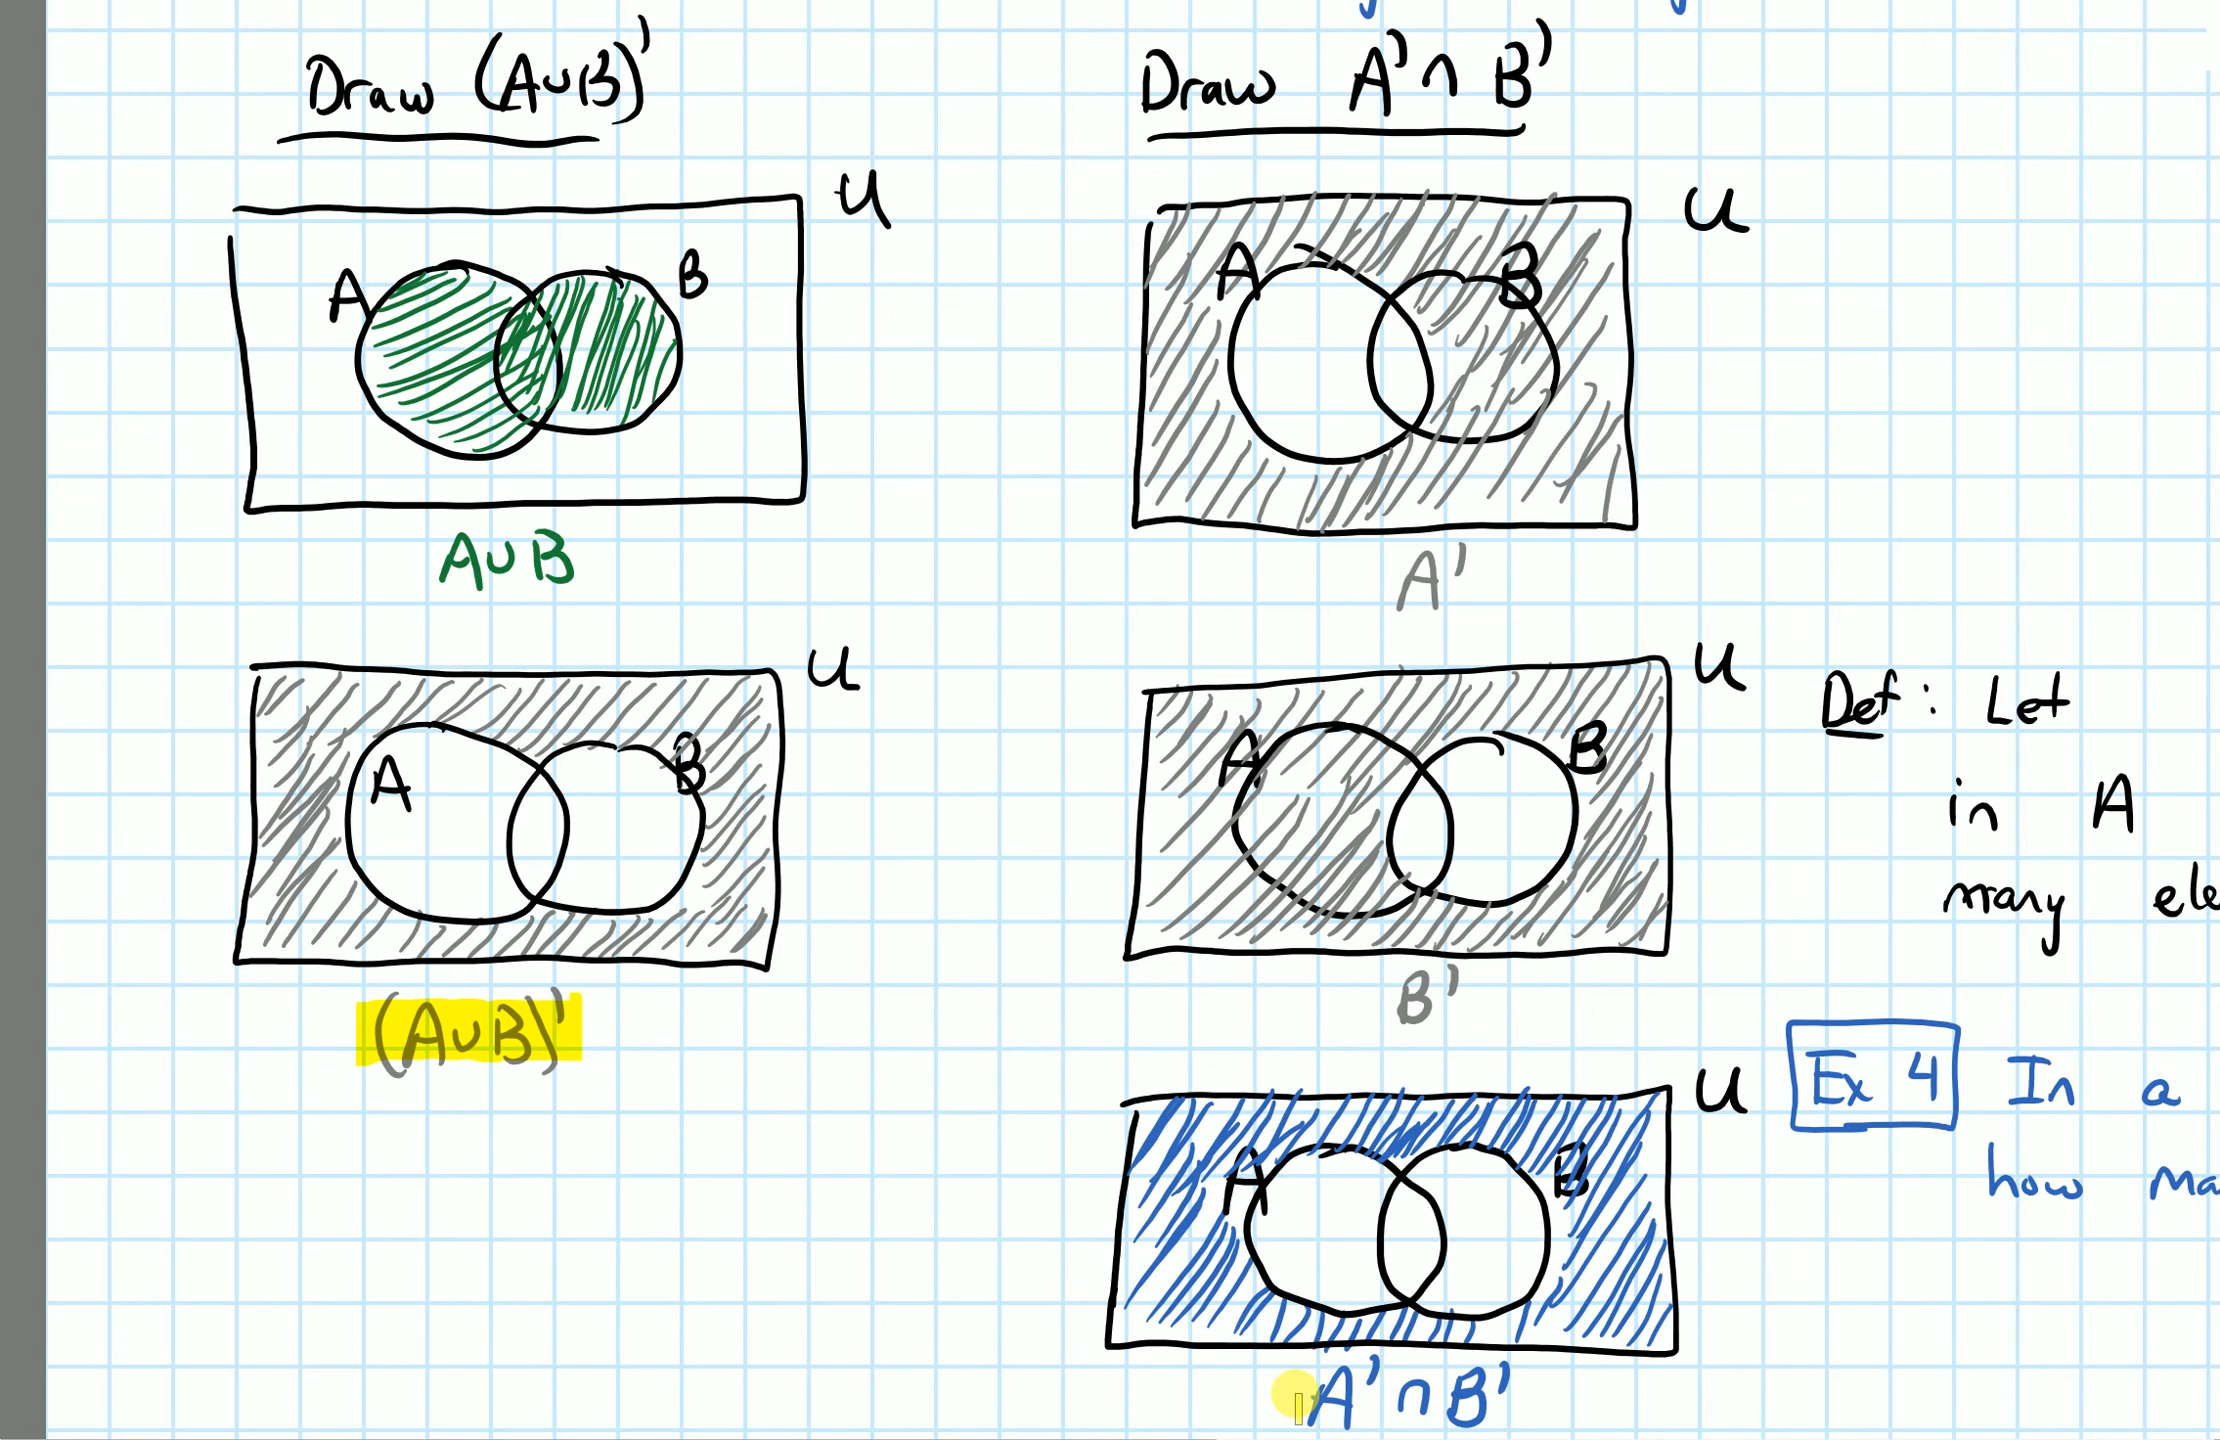 Draw (A∪B)'
U
A
B
A∪B
U
A
B
(A∪B)'
Draw A'∩B'
U
A
B
A'
U
A
B
B'
U
A
B
A'∩B'
Def: Let
in A
many ele
Ex 4 In a
how ma